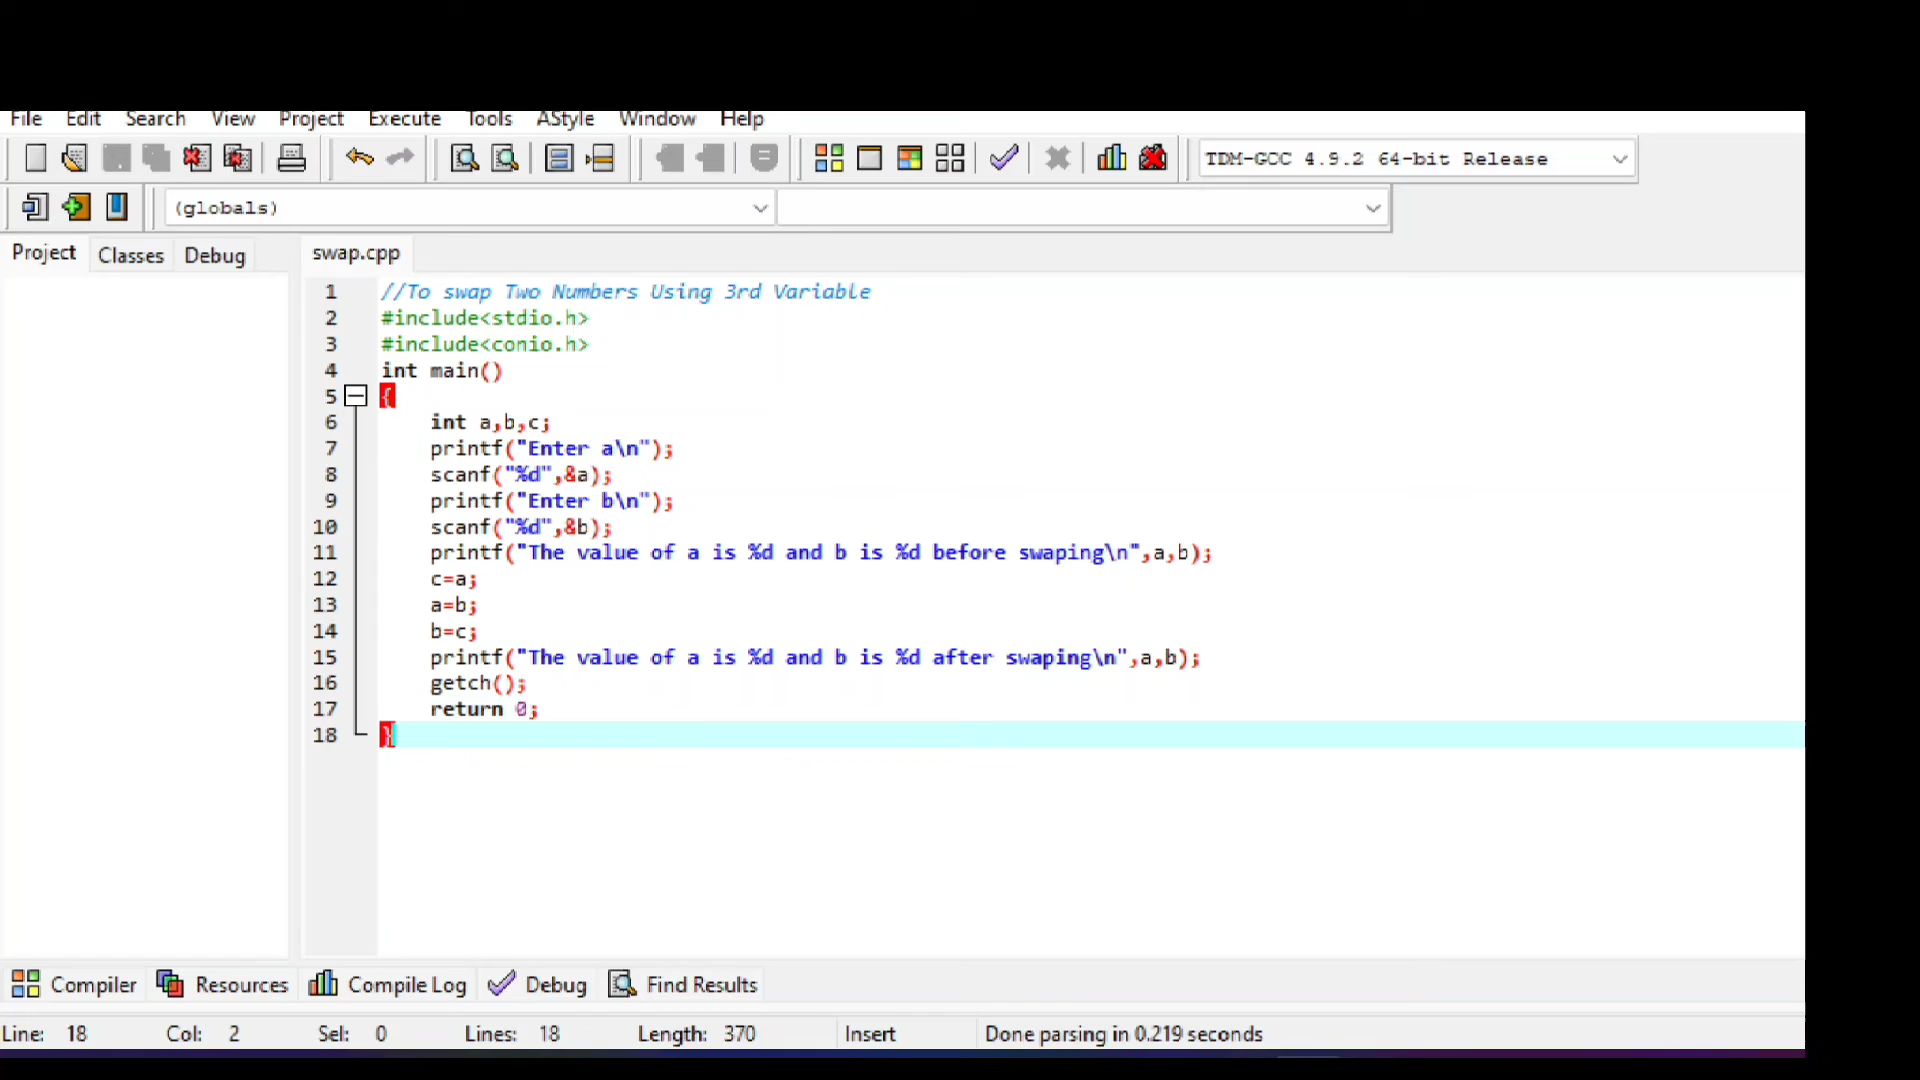 File Edit Search View Project Execute Tools AStyle Window Help
TDM-GCC 4.9.2 64-bit Release
(globals)
Project Classes Debug swap.cpp
1 //To swap Two Numbers Using 3rd Variable
2 #include<stdio.h>
3 #include<conio.h>
4 int main()
5 {
6 int a,b,c;
7 printf("Enter a\n");
8 scanf("%d",&a);
9 printf("Enter b\n");
10 scanf("%d",&b);
11 printf("The value of a is %d and b is %d before swaping\n",a,b);
12 c=a;
13 a=b;
14 b=c;
15 printf("The value of a is %d and b is %d after swaping\n",a,b);
16 getch();
17 return 0;
18 }
Compiler Resources Compile Log Debug Find Results
Line: 18 Col: 2 Sel: 0 Lines: 18 Length: 370 Insert Done parsing in 0.219 seconds